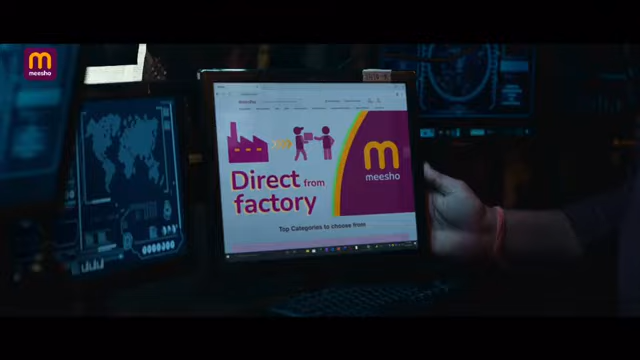 meesho
Direct from
factory
meesho
Top Categories to choose from